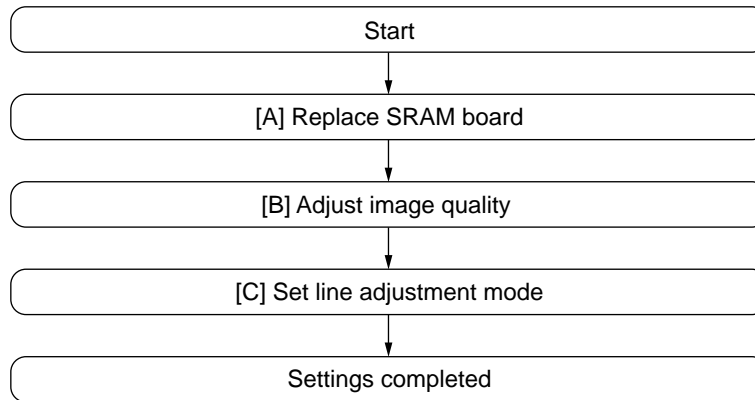 Start
[A] Replace SRAM board
[B] Adjust image quality
[C] Set line adjustment mode
Settings completed